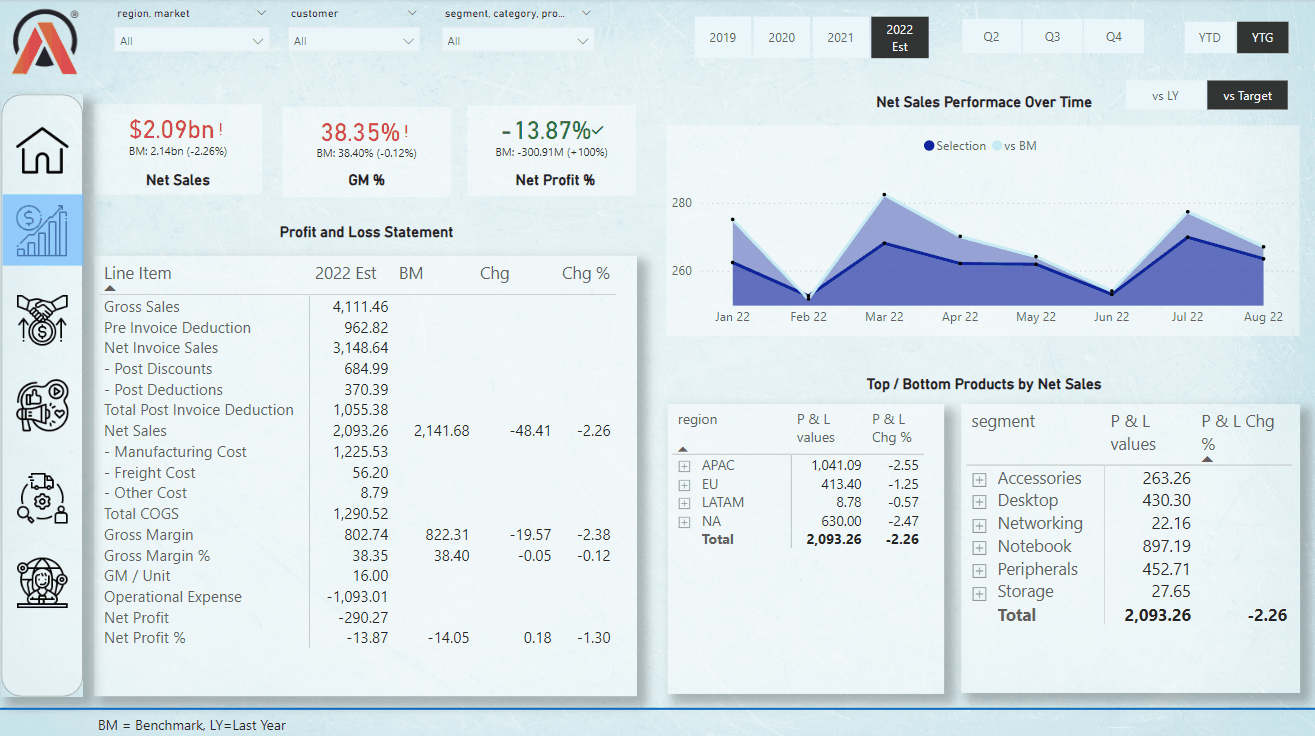 region, market
customer
segment, category, pro...
All
All
All
2019
2020
2021
2022
Est
Q2
Q3
Q4
YTD
YTG
vs LY
vs Target
$2.09bn!
BM: 2.14bn (-2.26%)
Net Sales
38.35%!
BM: 38.40% (-0.12%)
GM %
-13.87%
BM: -300.91M (+100%)
Net Profit %
Net Sales Performace Over Time
Selection
vs BM
280
260
Jan 22
Feb 22
Mar 22
Apr 22
May 22
Jun 22
Jul 22
Aug 22
Profit and Loss Statement
Line Item 2022 Est BM Chg Chg %
Gross Sales 4,111.46
Pre Invoice Deduction 962.82
Net Invoice Sales 3,148.64
- Post Discounts 684.99
- Post Deductions 370.39
Total Post Invoice Deduction 1,055.38
Net Sales 2,093.26 2,141.68 -48.41 -2.26
- Manufacturing Cost 1,225.53
- Freight Cost 56.20
- Other Cost 8.79
Total COGS 1,290.52
Gross Margin 802.74 822.31 -19.57 -2.38
Gross Margin % 38.35 38.40 -0.05 -0.12
GM / Unit 16.00
Operational Expense -1,093.01
Net Profit -290.27
Net Profit % -13.87 -14.05 0.18 -1.30
Top / Bottom Products by Net Sales
region P & L values P & L Chg %
APAC 1,041.09 -2.55
EU 413.40 -1.25
LATAM 8.78 -0.57
NA 630.00 -2.47
Total 2,093.26 -2.26
segment P & L values P & L Chg %
Accessories 263.26
Desktop 430.30
Networking 22.16
Notebook 897.19
Peripherals 452.71
Storage 27.65
Total 2,093.26 -2.26
BM = Benchmark, LY=Last Year